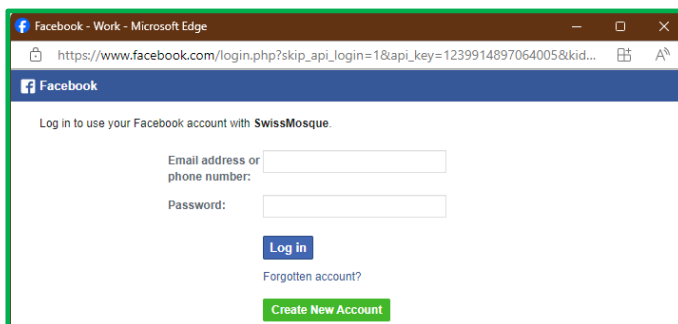 Facebook - Work - Microsoft Edge
https://www.facebook.com/login.php?skip_api_login=1&api_key=1239914897064005&kid...
Facebook
Log in to use your Facebook account with SwissMosque.
Email address or
phone number:
Password:
Log in
Forgotten account?
Create New Account